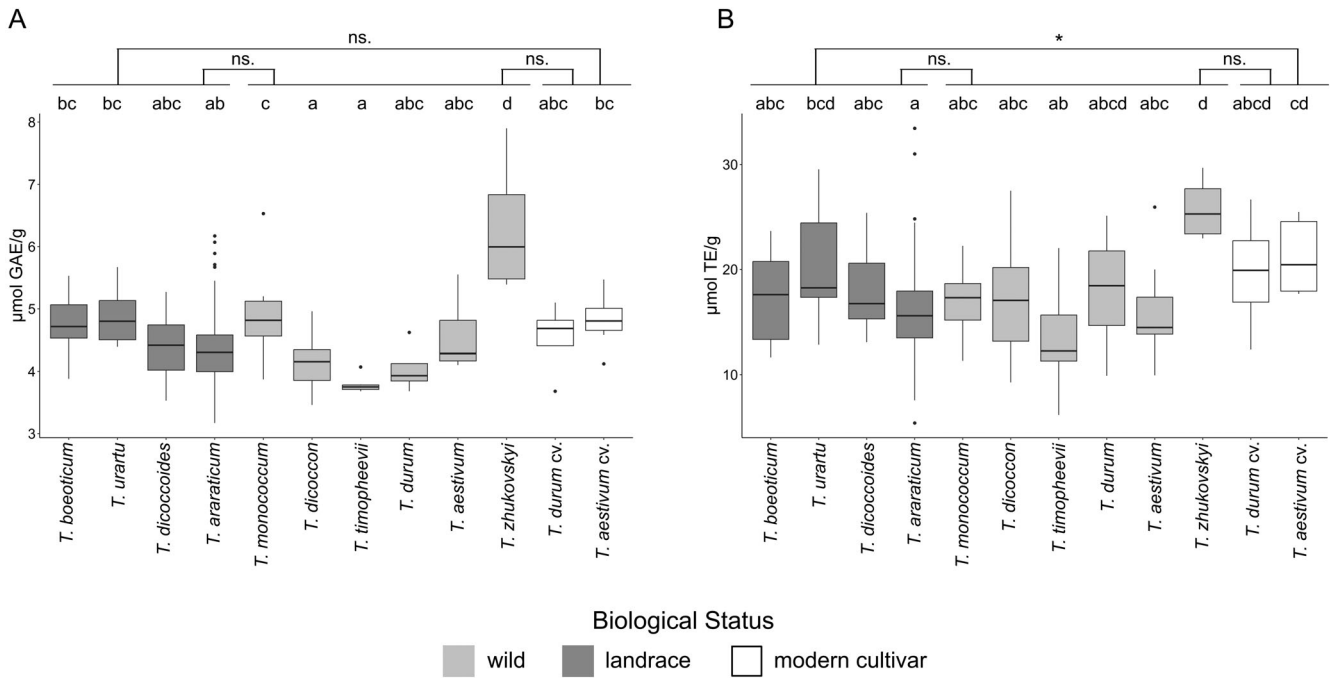 A
ns.
ns.
ns.
bc bc abc ab c a a abc abc d abc bc
8
7
6
5
4
3
µmol GAE/g
T. boeoticum
T. urartu
T. dicoccoides
T. araraticum
T. monococcum
T. dicoccon
T. timopheevii
T. durum
T. aestivum
T. zhukovskyi
T. durum cv.
T. aestivum cv.
B
*
ns.
ns.
abc bcd abc a abc abc ab abcd abc d abcd cd
30
20
10
µmol TE/g
T. boeoticum
T. urartu
T. dicoccoides
T. araraticum
T. monococcum
T. dicoccon
T. timopheevii
T. durum
T. aestivum
T. zhukovskyi
T. durum cv.
T. aestivum cv.
Biological Status
wild landrace modern cultivar